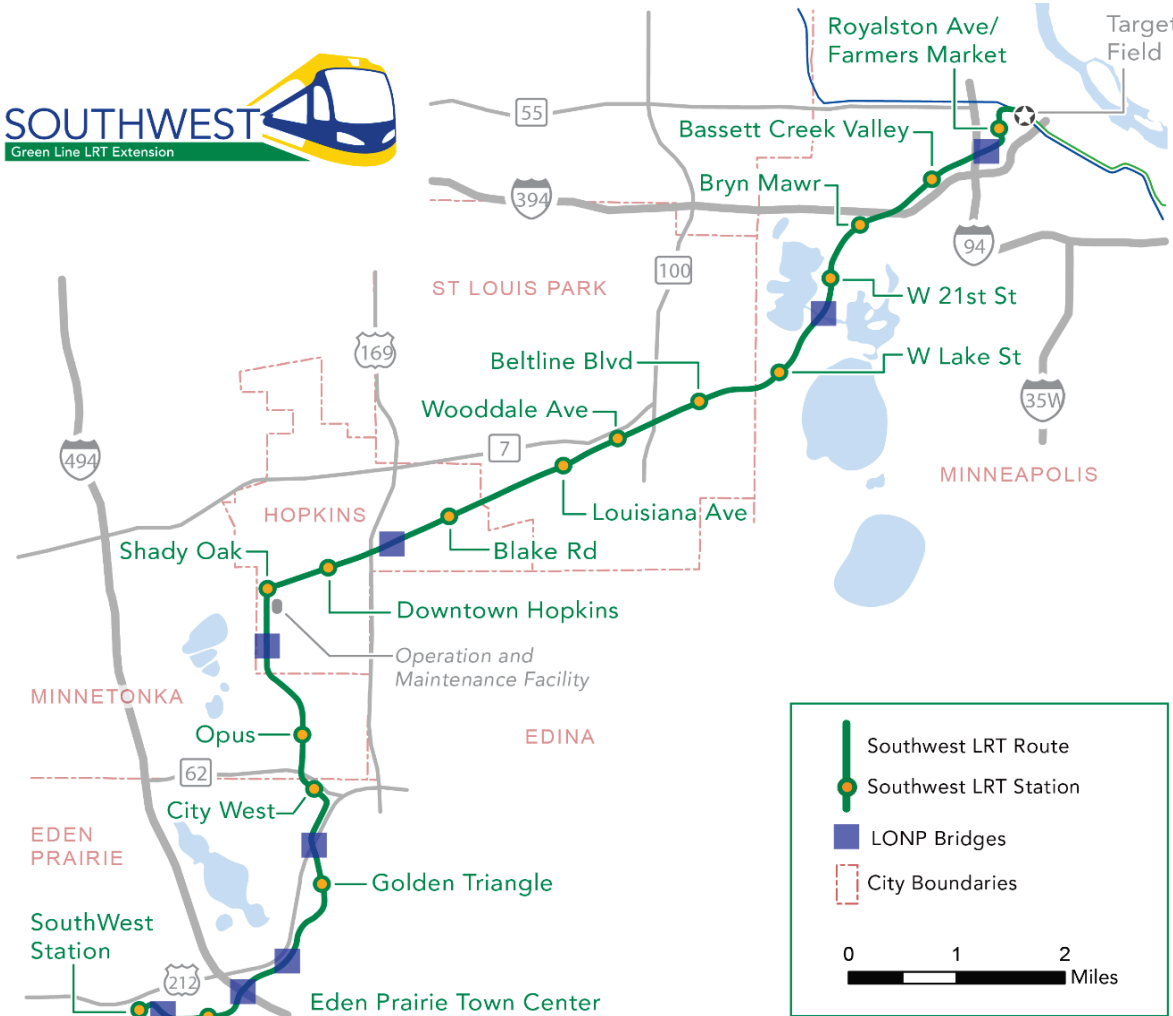 Royalston Ave/
Farmers Market
Target
Field
SOUTHWEST
Green Line LRT Extension
55
Bassett Creek Valley
394
Bryn Mawr
94
100
ST LOUIS PARK
W 21st St
169
Beltline Blvd
W Lake St
35W
Wooddale Ave
7
494
MINNEAPOLIS
HOPKINS
Louisiana Ave
Shady Oak
Blake Rd
Downtown Hopkins
Operation and
Maintenance Facility
MINNETONKA
Opus
EDINA
62
City West
EDEN
PRAIRIE
Golden Triangle
SouthWest
Station
212
Eden Prairie Town Center
Southwest LRT Route
Southwest LRT Station
LONP Bridges
City Boundaries
0 1 2
Miles